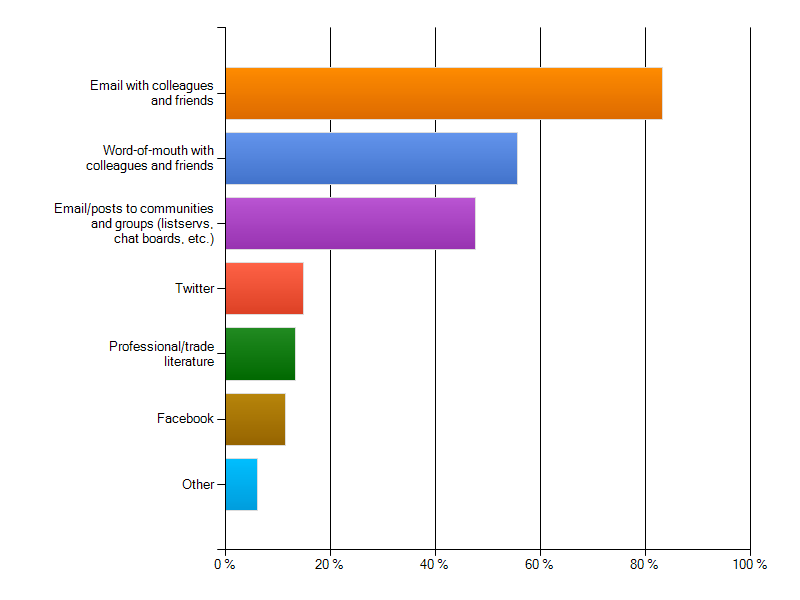 Email with colleagues
and friends
Word-of-mouth with
colleagues and friends
Email/posts to communities
and groups (listservs,
chat boards, etc.)
Twitter
Professional/trade
literature
Facebook
Other
0 % 20 % 40 % 60 % 80 % 100 %